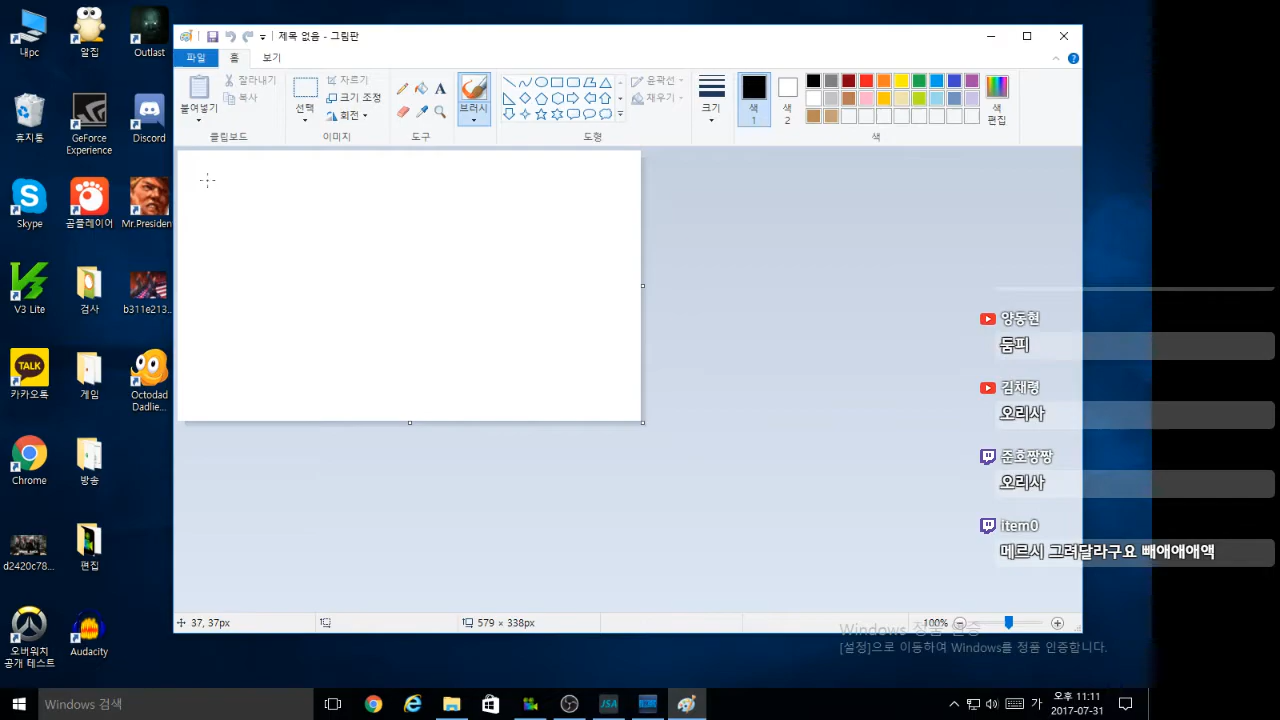 제목 없음 - 그림판
파일
홈
보기
붙여넣기
잘라내기
복사
클립보드
선택
자르기
크기 조정
회전
이미지
도구
브러시
윤곽선
채우기
도형
크기
색
1
색
2
색
편집
색
내pc
알집
Outlast
휴지통
GeForce
Experience
Discord
Skype
곰플레이어
Mr.Presiden
V3 Lite
검사
b311e213...
TALK
카카오톡
게임
Octodad
Dadlie...
Chrome
방송
d2420c78...
편집
오버워치
공개 테스트
Audacity
양동현
둠피
김채령
오리사
준호짱짱
오리사
item0
메르시 그려달라구요 빼애애애액
37, 37px
579 × 338px
100%
Windows 정품 인증
[설정]으로 이동하여 Windows를 정품 인증합니다.
Windows 검색
JSA
가
오후 11:11
2017-07-31